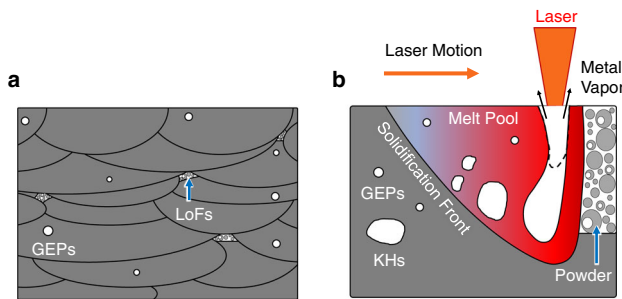 Laser
Laser Motion
Metal
Vapor
a
b
Melt Pool
Solidification Front
GEPs
LoFs
GEPs
KHs
Powder